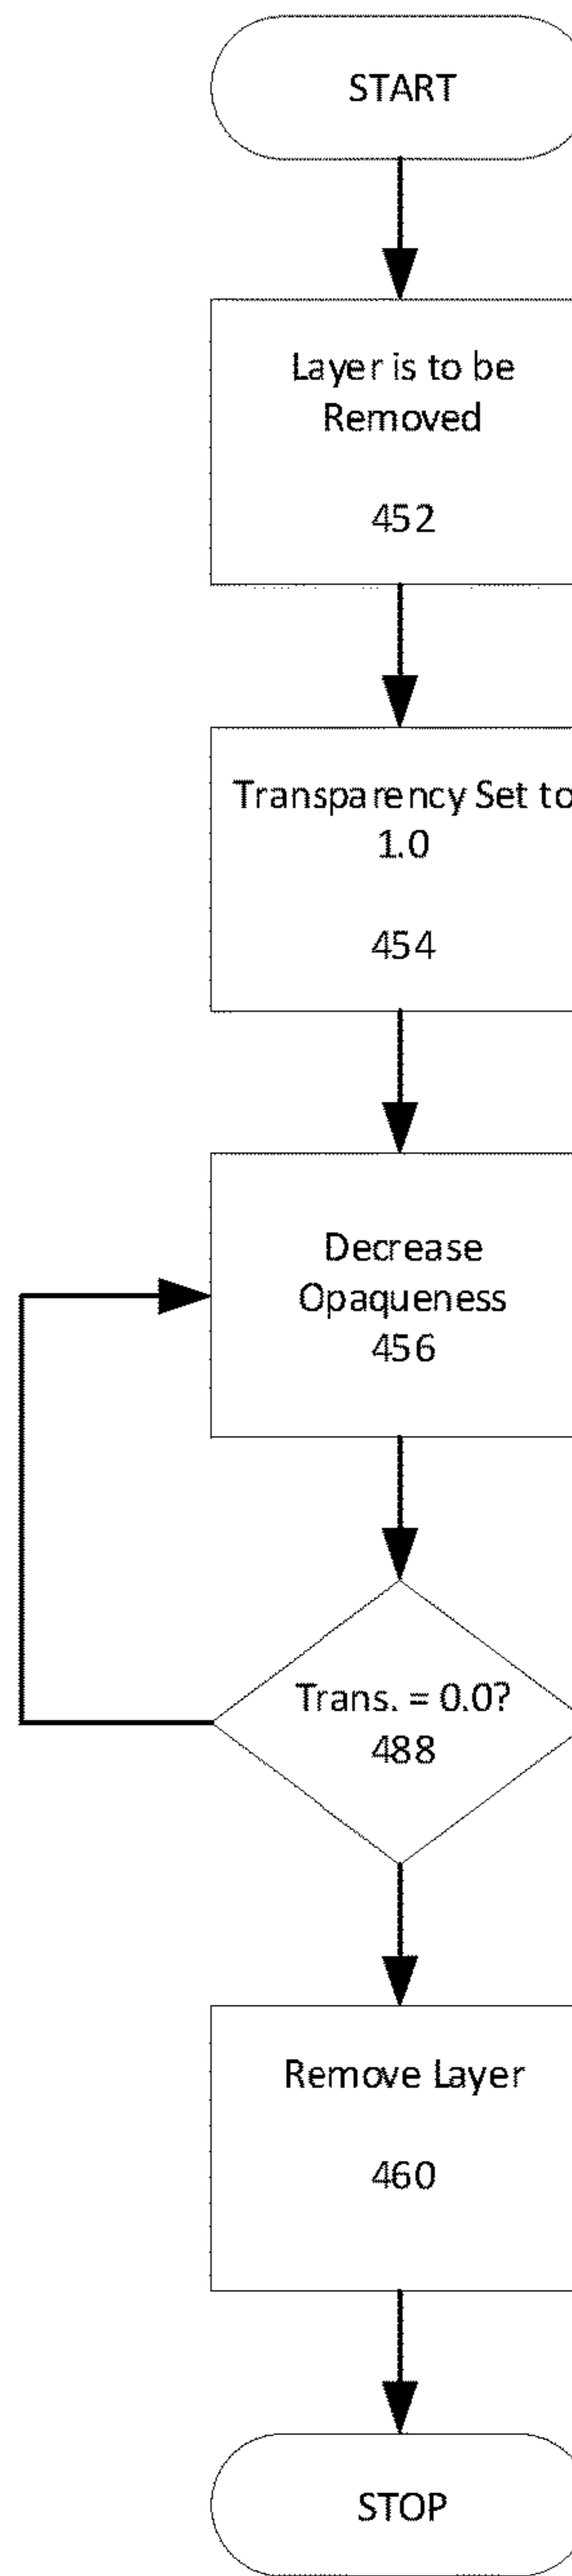 START
Layer is to be
Removed
452
Transparency Set to
1.0
454
Decrease
Opaqueness
456
Trans. = 0.0?
488
Remove Layer
460
STOP